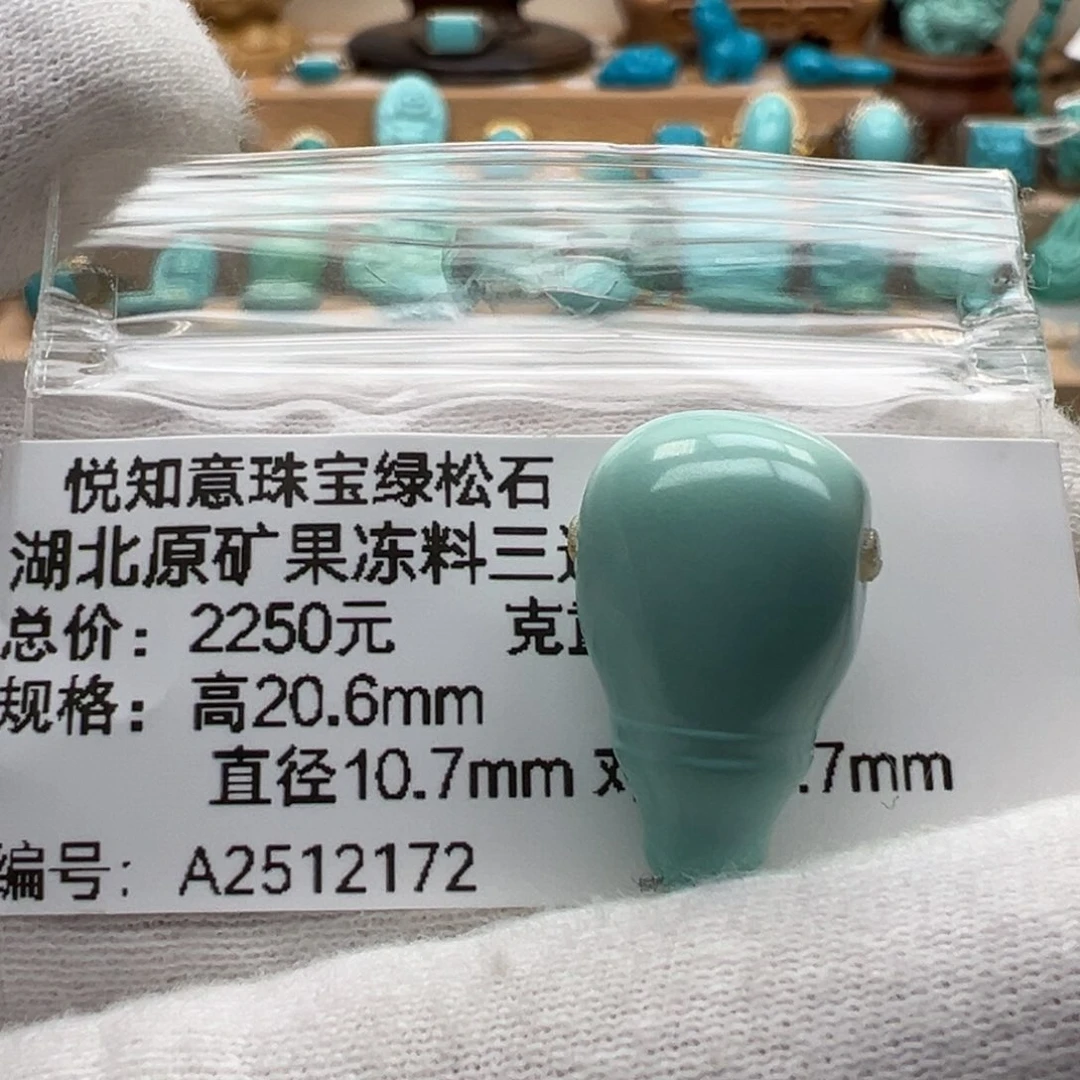 悦知意珠宝绿松石
湖北原矿果冻料三
总价：2250元 克
规格：高20.6mm
直径10.7mm .7mm
编号：A2512172